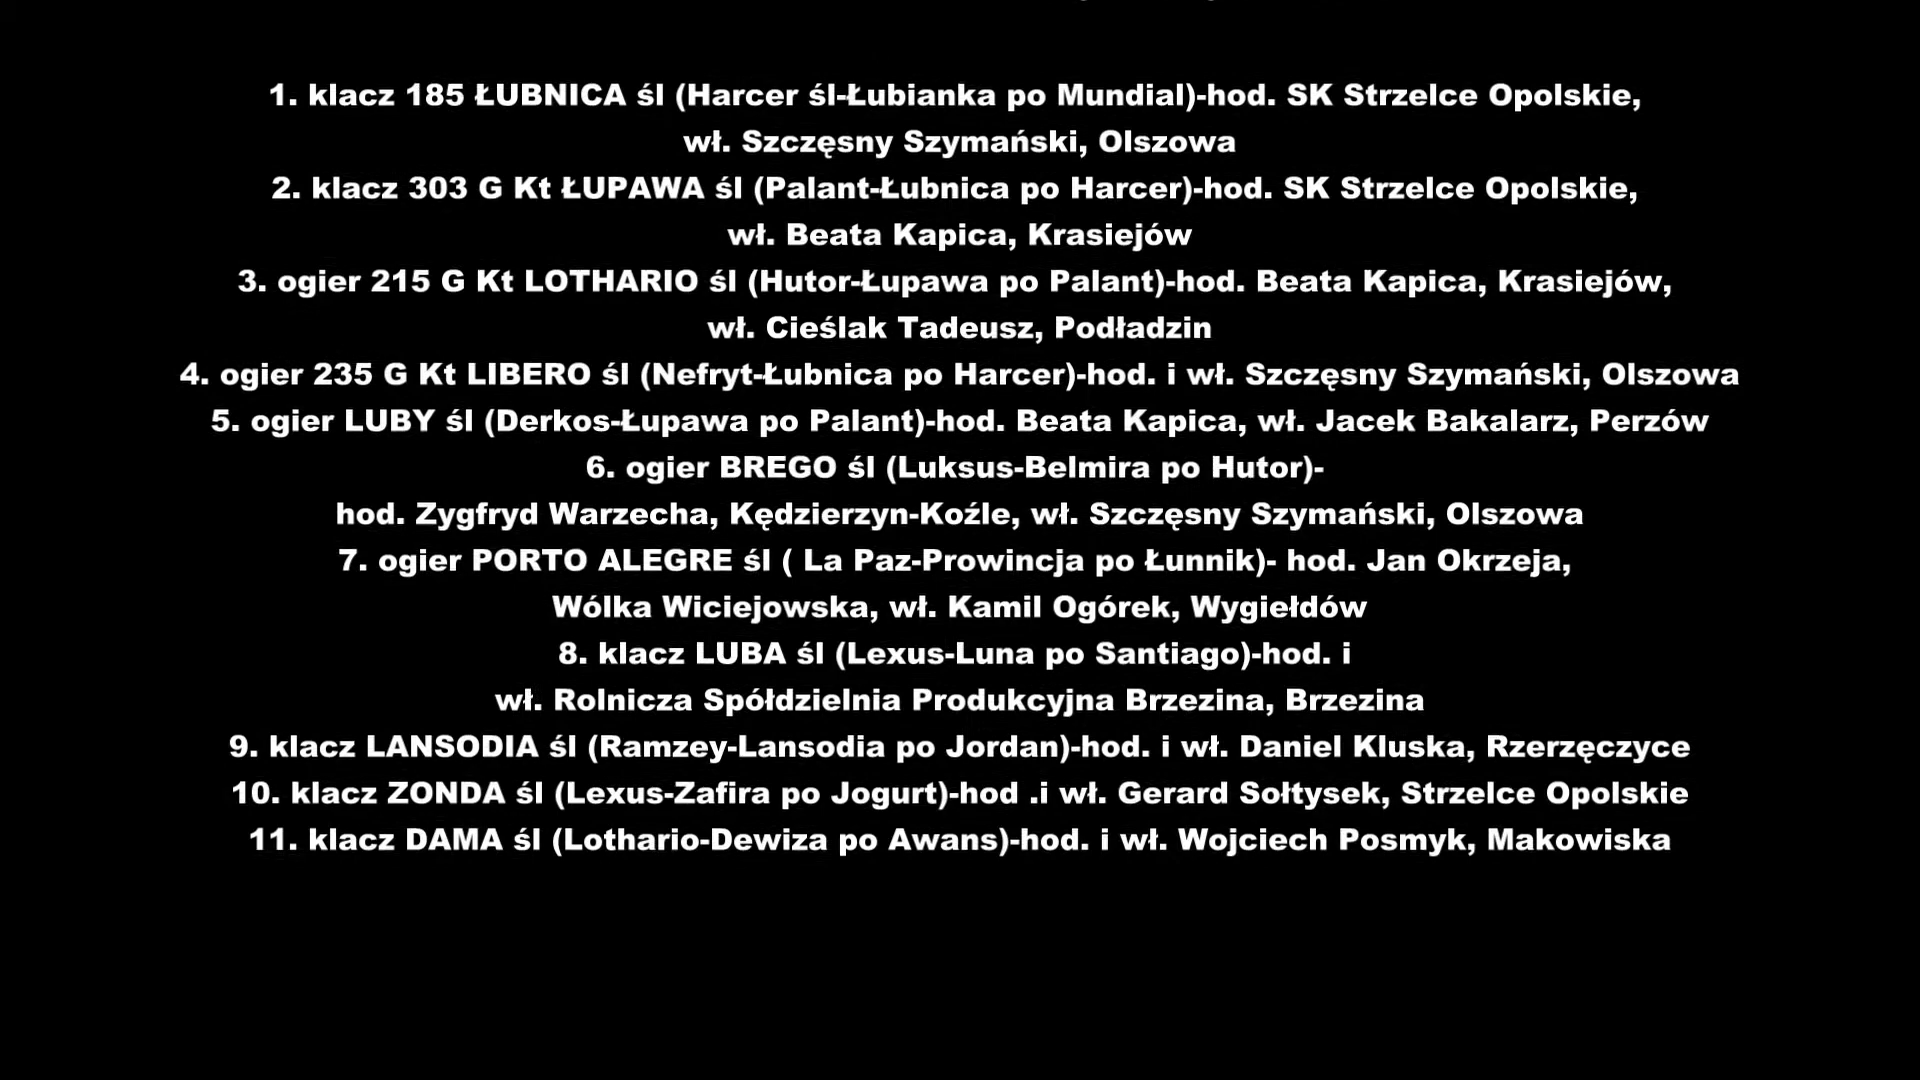 1. klacz 185 ŁUBNICA śl (Harcer śl-Łubianka po Mundial)-hod. SK Strzelce Opolskie,
wł. Szczęsny Szymański, Olszowa
2. klacz 303 G Kt ŁUPAWA śl (Palant-Łubnica po Harcer)-hod. SK Strzelce Opolskie,
wł. Beata Kapica, Krasiejów
3. ogier 215 G Kt LOTHARIO śl (Hutor-Łupawa po Palant)-hod. Beata Kapica, Krasiejów,
wł. Cieślak Tadeusz, Podładzin
4. ogier 235 G Kt LIBERO śl (Nefryt-Łubnica po Harcer)-hod. i wł. Szczęsny Szymański, Olszowa
5. ogier LUBY śl (Derkos-Łupawa po Palant)-hod. Beata Kapica, wł. Jacek Bakalarz, Perzów
6. ogier BREGO śl (Luksus-Belmira po Hutor)-
hod. Zygfryd Warzecha, Kędzierzyn-Koźle, wł. Szczęsny Szymański, Olszowa
7. ogier PORTO ALEGRE śl ( La Paz-Prowincja po Łunnik)- hod. Jan Okrzeja,
Wólka Wiciejowska, wł. Kamil Ogórek, Wygiełdów
8. klacz LUBA śl (Lexus-Luna po Santiago)-hod. i
wł. Rolnicza Spółdzielnia Produkcyjna Brzezina, Brzezina
9. klacz LANSODIA śl (Ramzey-Lansodia po Jordan)-hod. i wł. Daniel Kluska, Rzerzęczyce
10. klacz ZONDA śl (Lexus-Zafira po Jogurt)-hod .i wł. Gerard Sołtysek, Strzelce Opolskie
11. klacz DAMA śl (Lothario-Dewiza po Awans)-hod. i wł. Wojciech Posmyk, Makowiska